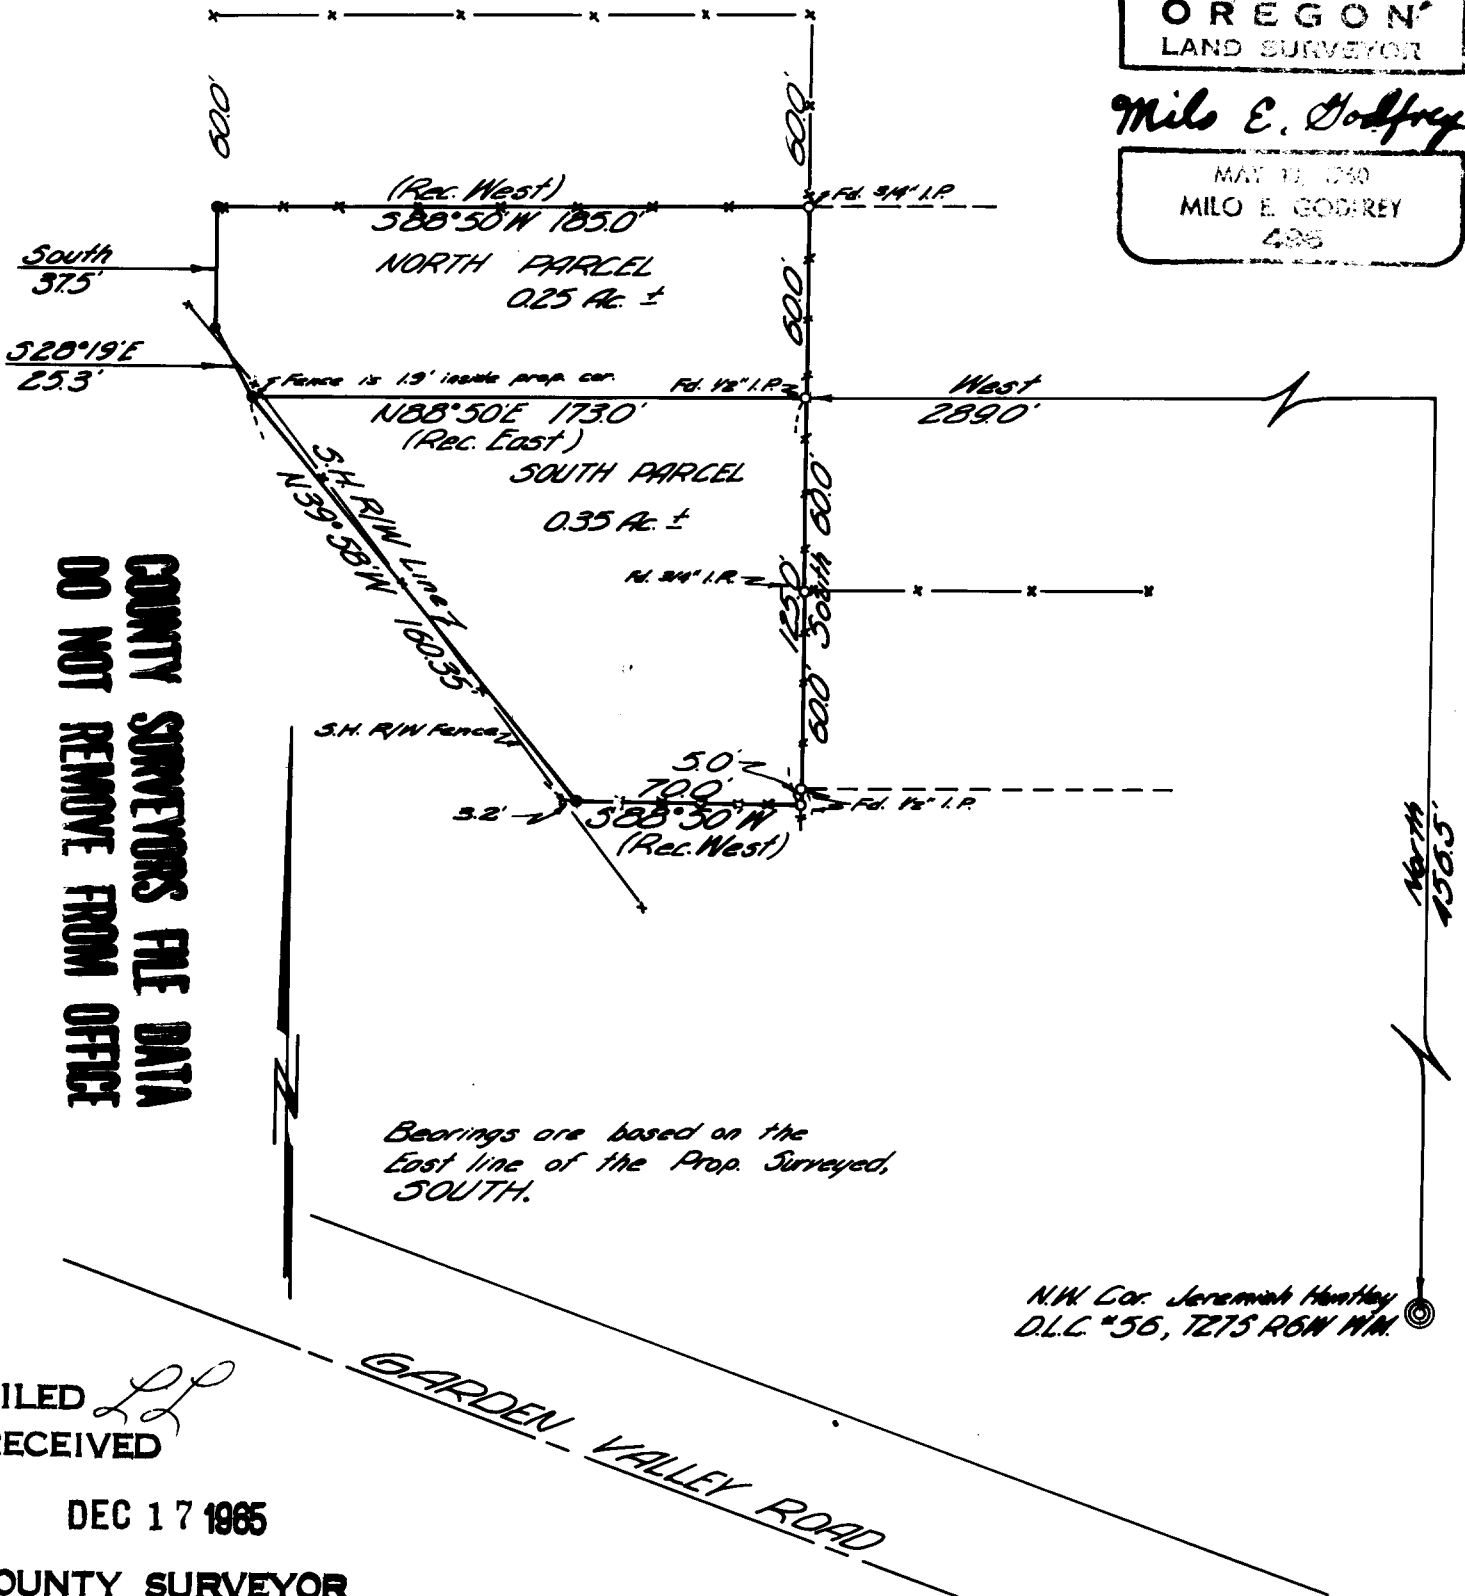 OREGON
LAND SURVEYOR
Milo E. Godfrey
MILO E. GODFREY
496
60.0'
60.0'
(Rec. West)
S88°50'W 185.0'
Fd. 3/4" I.P.
South
37.5'
NORTH PARCEL
0.25 Ac. ±
60.0'
S28°19'E
25.3'
Fence is 1.9' inside prop. cor.
Fd. 1/2" I.P.
West
289.0'
N88°50'E 173.0'
(Rec. East)
SOUTH PARCEL
0.35 Ac. ±
S.H. R/W Line
N39°58'W 160.35'
60.0'
Fd. 3/4" I.P.
125.0'
South
60.0'
S.H. R/W Fence
5.0'
70.0'
3.2'
S88°50'W
(Rec. West)
Fd. 1/2" I.P.
North
456.5'
COUNTY SURVEYORS FILE DATA
DO NOT REMOVE FROM OFFICE
N
Bearings are based on the
East line of the Prop. Surveyed,
SOUTH.
N.W. Cor. Jeremiah Huntley
D.L.C. #56, T27S R6W WM.
GARDEN VALLEY ROAD
ILED LL
RECEIVED
DEC 17 1965
OUNTY SURVEYOR